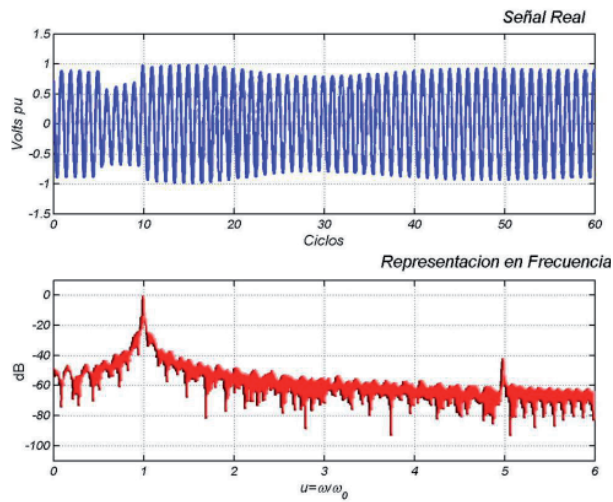 Señal Real
1.5
1
0.5
0
-0.5
-1
-1.5
Volts pu
0 10 20 30 40 50 60
Ciclos
Representacion en Frecuencia
0
-20
-40
-60
-80
-100
dB
0 1 2 3 4 5 6
u=ω/ω0